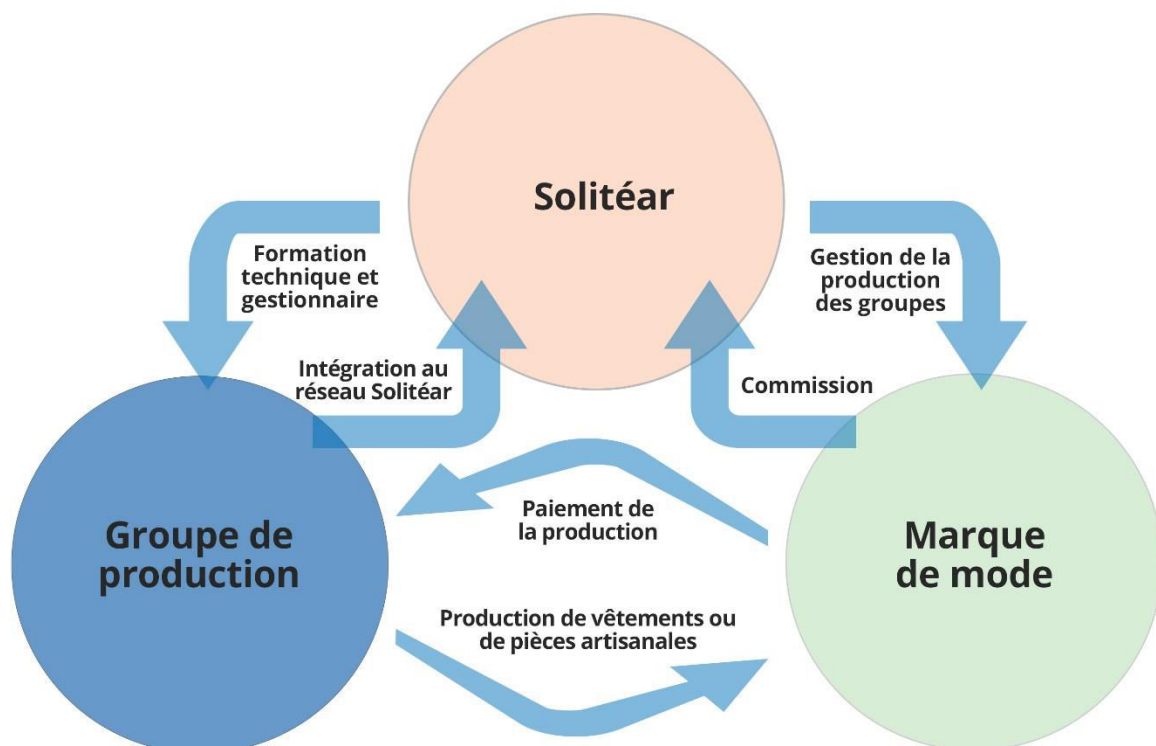 Solitéar
Formation
technique et
gestionnaire
Gestion de la
production
des groupes
Intégration au
réseau Solitéar
Commission
Paiement de
la production
Groupe de
production
Marque
de mode
Production de vêtements ou
de pièces artisanales